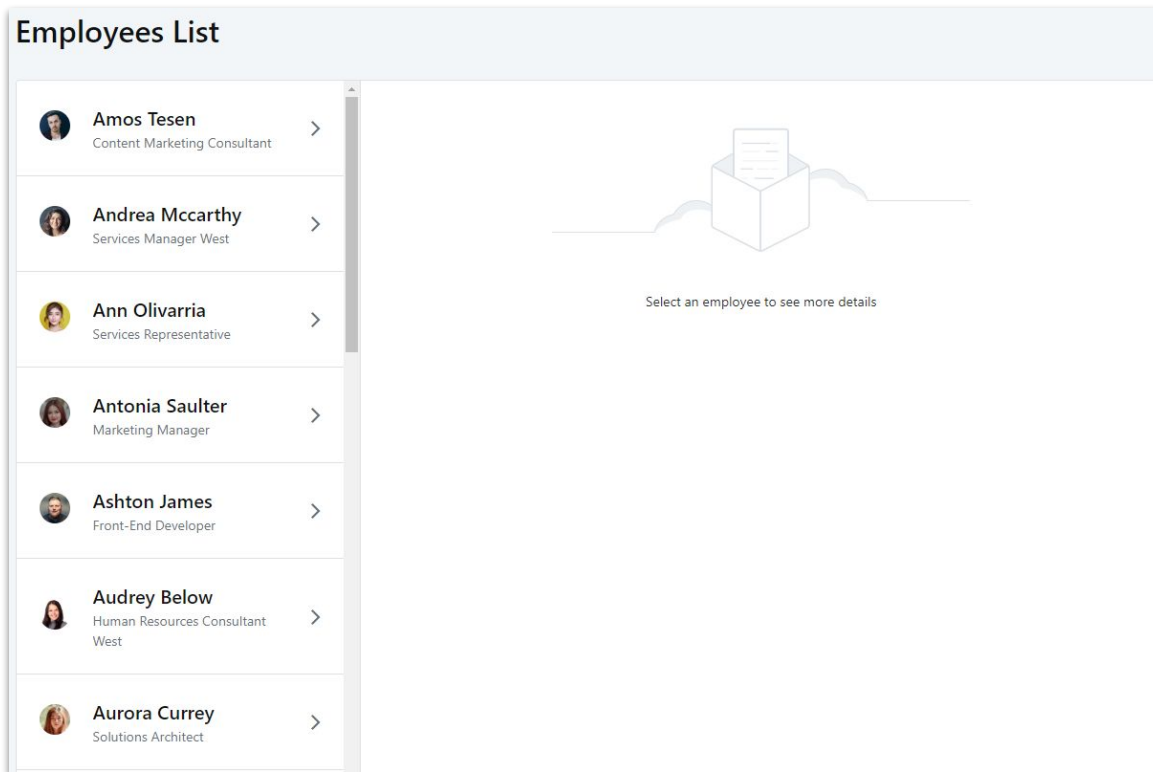 Employees List
Amos Tesen
Content Marketing Consultant
Andrea Mccarthy
Services Manager West
Ann Olivarria
Services Representative
Antonia Saulter
Marketing Manager
Ashton James
Front-End Developer
Audrey Below
Human Resources Consultant
West
Aurora Currey
Solutions Architect
Select an employee to see more details